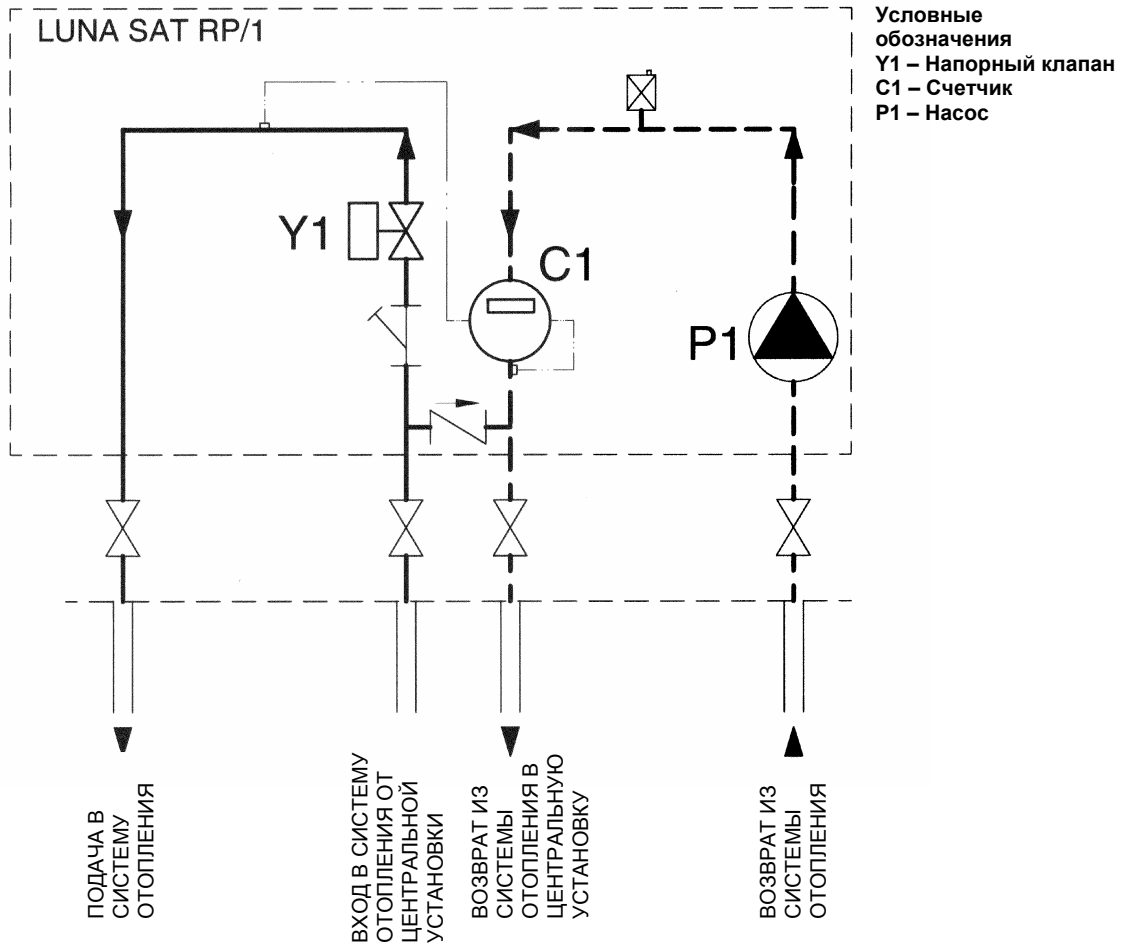 LUNA SAT RP/1
Условные
обозначения
Y1 – Напорный клапан
C1 – Счетчик
P1 – Насос
Y1
C1
P1
ПОДАЧА В
СИСТЕМУ
ОТОПЛЕНИЯ
ВХОД В СИСТЕМУ
ОТОПЛЕНИЯ ОТ
ЦЕНТРАЛЬНОЙ
УСТАНОВКИ
ВОЗВРАТ ИЗ
СИСТЕМЫ
ОТОПЛЕНИЯ В
ЦЕНТРАЛЬНУЮ
УСТАНОВКУ
ВОЗВРАТ ИЗ
СИСТЕМЫ
ОТОПЛЕНИЯ